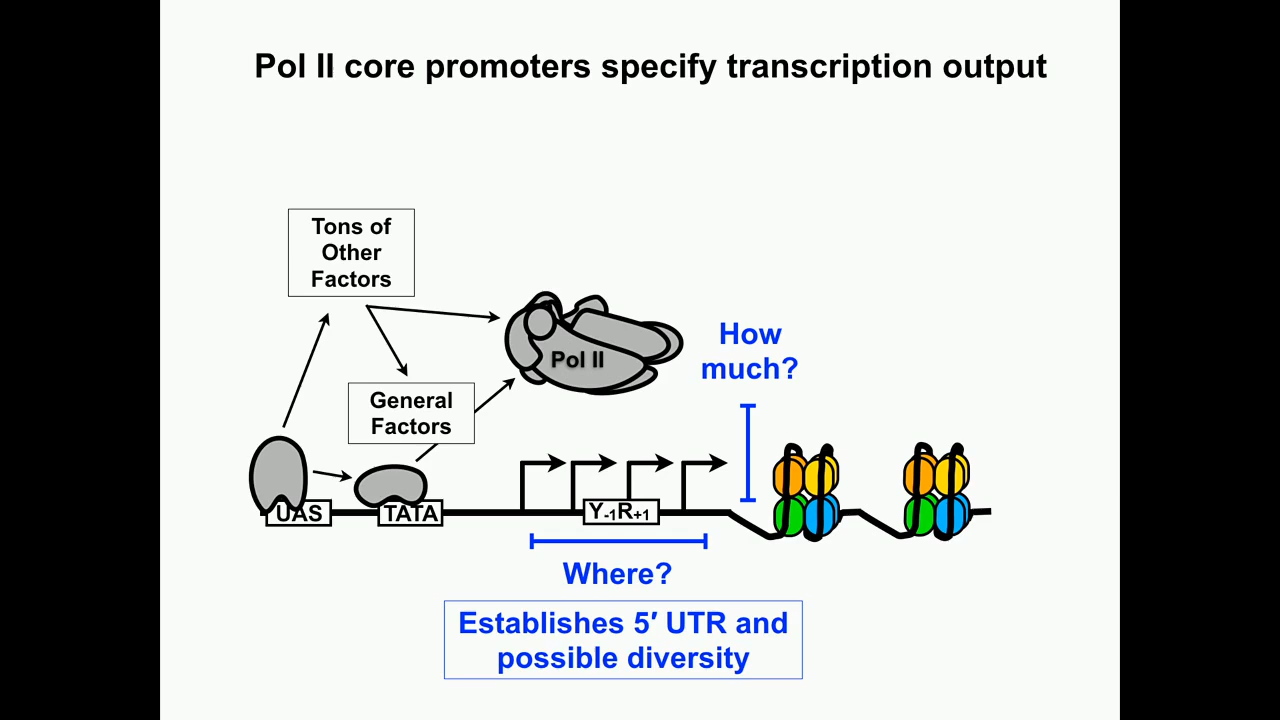 Pol II core promoters specify transcription output
Tons of
Other
Factors
Pol II
How
much?
General
Factors
UAS
TATA
Y-1R+1
Where?
Establishes 5′ UTR and
possible diversity